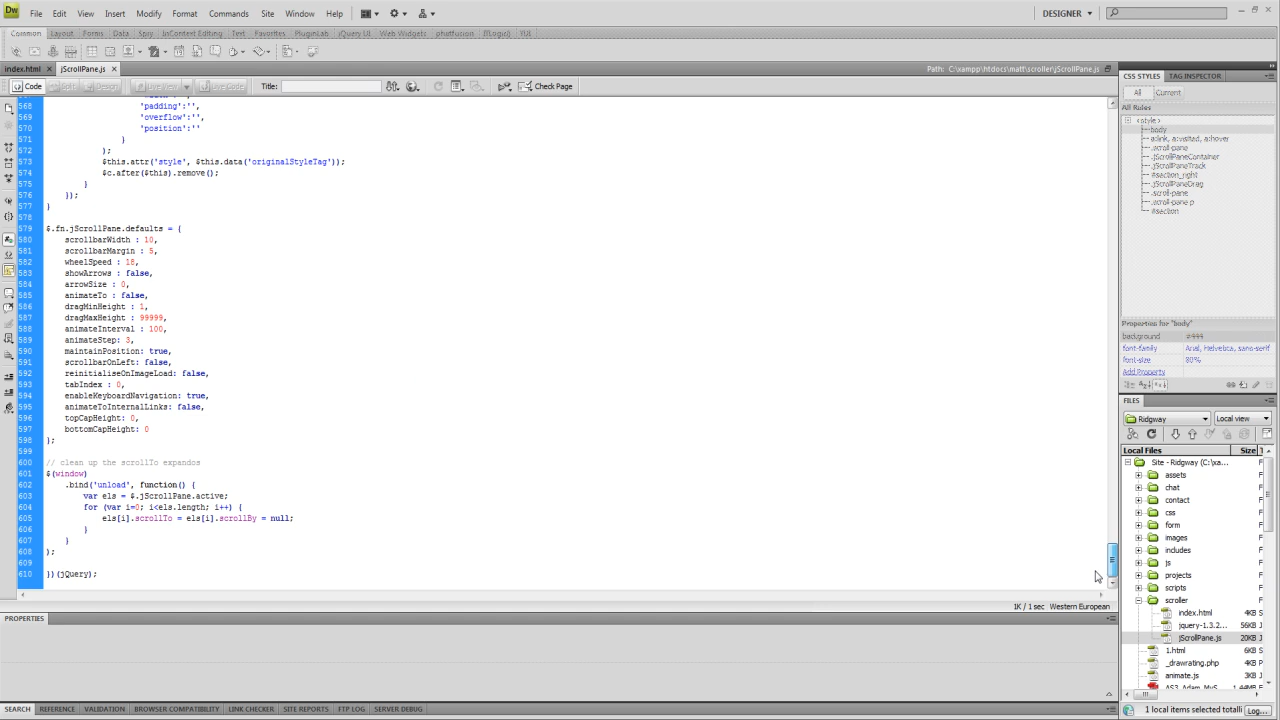 Dw File Edit View Insert Modify Format Commands Site Window Help DESIGNER
Common Layout Forms Data Spry InContext Editing Text Favorites PluginLab jQuery UI Web Widgets YUI
index.html jScrollPane.js Path: C:\xampp\htdocs\matt\scroller\jScrollPane.js
Code Split Design Live View Live Code Title: Check Page
568 'padding':'',
569 'overflow':'',
570 'position':''
571 }
572 );
573 $this.attr('style', $this.data('originalStyleTag'));
574 $c.after($this).remove();
575 }
576 });
577 }
578
579 $.fn.jScrollPane.defaults = {
580 scrollbarWidth : 10,
581 scrollbarMargin : 5,
582 wheelSpeed : 18,
583 showArrows : false,
584 arrowSize : 0,
585 animateTo : false,
586 dragMinHeight : 1,
587 dragMaxHeight : 99999,
588 animateInterval : 100,
589 animateStep: 3,
590 maintainPosition: true,
591 scrollbarOnLeft: false,
592 reinitialiseOnImageLoad: false,
593 tabIndex : 0,
594 enableKeyboardNavigation: true,
595 animateToInternalLinks: false,
596 topCapHeight: 0,
597 bottomCapHeight: 0
598 };
599
600 // clean up the scrollTo expandos
601 $(window)
602 .bind('unload', function() {
603 var els = $.jScrollPane.active;
604 for (var i=0; i<els.length; i++) {
605 els[i].scrollTo = els[i].scrollBy = null;
606 }
607 }
608 );
609
610 })(jQuery);
1K / 1 sec Western European
PROPERTIES
SEARCH REFERENCE VALIDATION BROWSER COMPATIBILITY LINK CHECKER SITE REPORTS FTP LOG SERVER DEBUG
CSS STYLES TAG INSPECTOR
All Current
All Rules
<style>
body
a:link, a:visited, a:hover
.scroll-pane
.jScrollPaneContainer
.jScrollPaneTrack
#section_right
.jScrollPaneDrag
.scroll-pane
.scroll-pane p
#section
Properties for "body"
background #999
font-family Arial, Helvetica, sans-serif
font-size 80%
Add Property
FILES
Ridgway Local view
Local Files Size T
Site - Ridgway (C:\xa... F
assets F
chat F
contact F
css F
form F
images F
includes F
js F
projects F
scripts F
scroller F
index.html 4KB S
jquery-1.3.2... 56KB J
jScrollPane.js 20KB J
1.html 6KB S
_drawrating.php 4KB F
animate.js 3KB J
1 local items selected totalli Log...